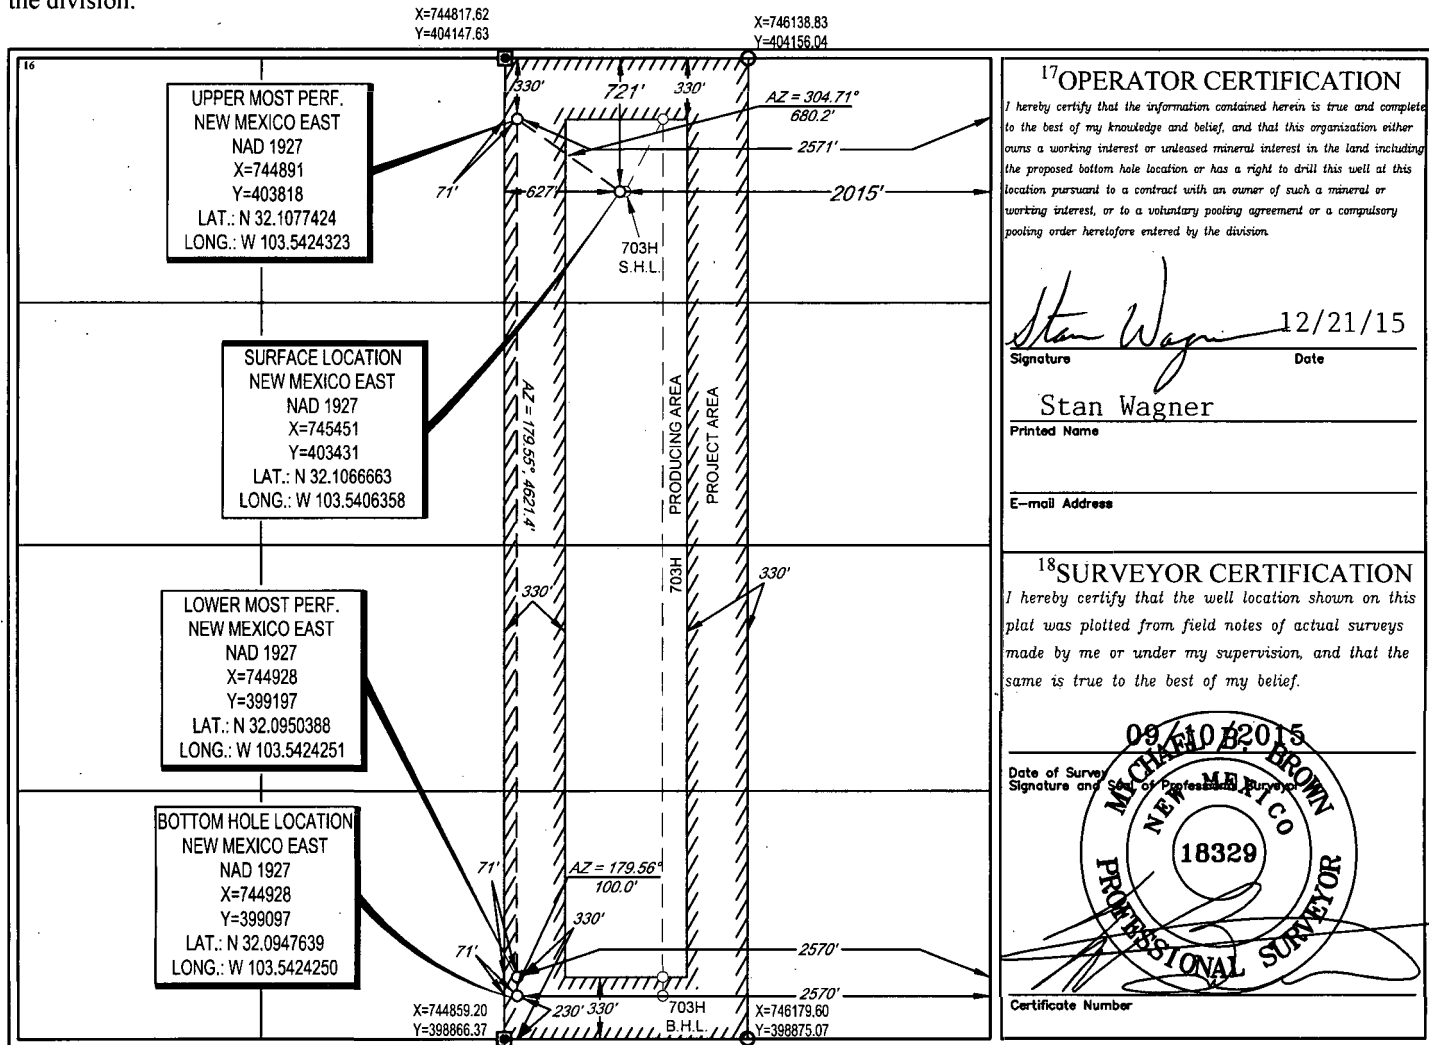 the division.
X=744817.62
Y=404147.63
X=746138.83
Y=404156.04
16
UPPER MOST PERF.
NEW MEXICO EAST
NAD 1927
X=744891
Y=403818
LAT.: N 32.1077424
LONG.: W 103.5424323
330'
721'
330'
AZ = 304.71°
680.2'
2571'
71'
627'
2015'
703H
S.H.L.
SURFACE LOCATION
NEW MEXICO EAST
NAD 1927
X=745451
Y=403431
LAT.: N 32.1066663
LONG.: W 103.5406358
AZ = 179.55°, 4621.4'
PRODUCING AREA
PROJECT AREA
703H
330'
330'
LOWER MOST PERF.
NEW MEXICO EAST
NAD 1927
X=744928
Y=399197
LAT.: N 32.0950388
LONG.: W 103.5424251
BOTTOM HOLE LOCATION
NEW MEXICO EAST
NAD 1927
X=744928
Y=399097
LAT.: N 32.0947639
LONG.: W 103.5424250
71'
AZ = 179.56°
100.0'
330'
71'
2570'
2570'
X=744859.20
Y=398866.37
230'
330'
703H
B.H.L.
X=746179.60
Y=398875.07
17 OPERATOR CERTIFICATION
I hereby certify that the information contained herein is true and complete
to the best of my knowledge and belief, and that this organization either
owns a working interest or unleased mineral interest in the land including
the proposed bottom hole location or has a right to drill this well at this
location pursuant to a contract with an owner of such a mineral or
working interest, or to a voluntary pooling agreement or a compulsory
pooling order heretofore entered by the division
Stan Wagner 12/21/15
Signature Date
Stan Wagner
Printed Name
E-mail Address
18 SURVEYOR CERTIFICATION
I hereby certify that the well location shown on this
plat was plotted from field notes of actual surveys
made by me or under my supervision, and that the
same is true to the best of my belief.
09/10/2015
Date of Survey
Signature and Seal of Professional Surveyor
MICHAEL B. BROWN
NEW MEXICO
18329
PROFESSIONAL SURVEYOR
Certificate Number